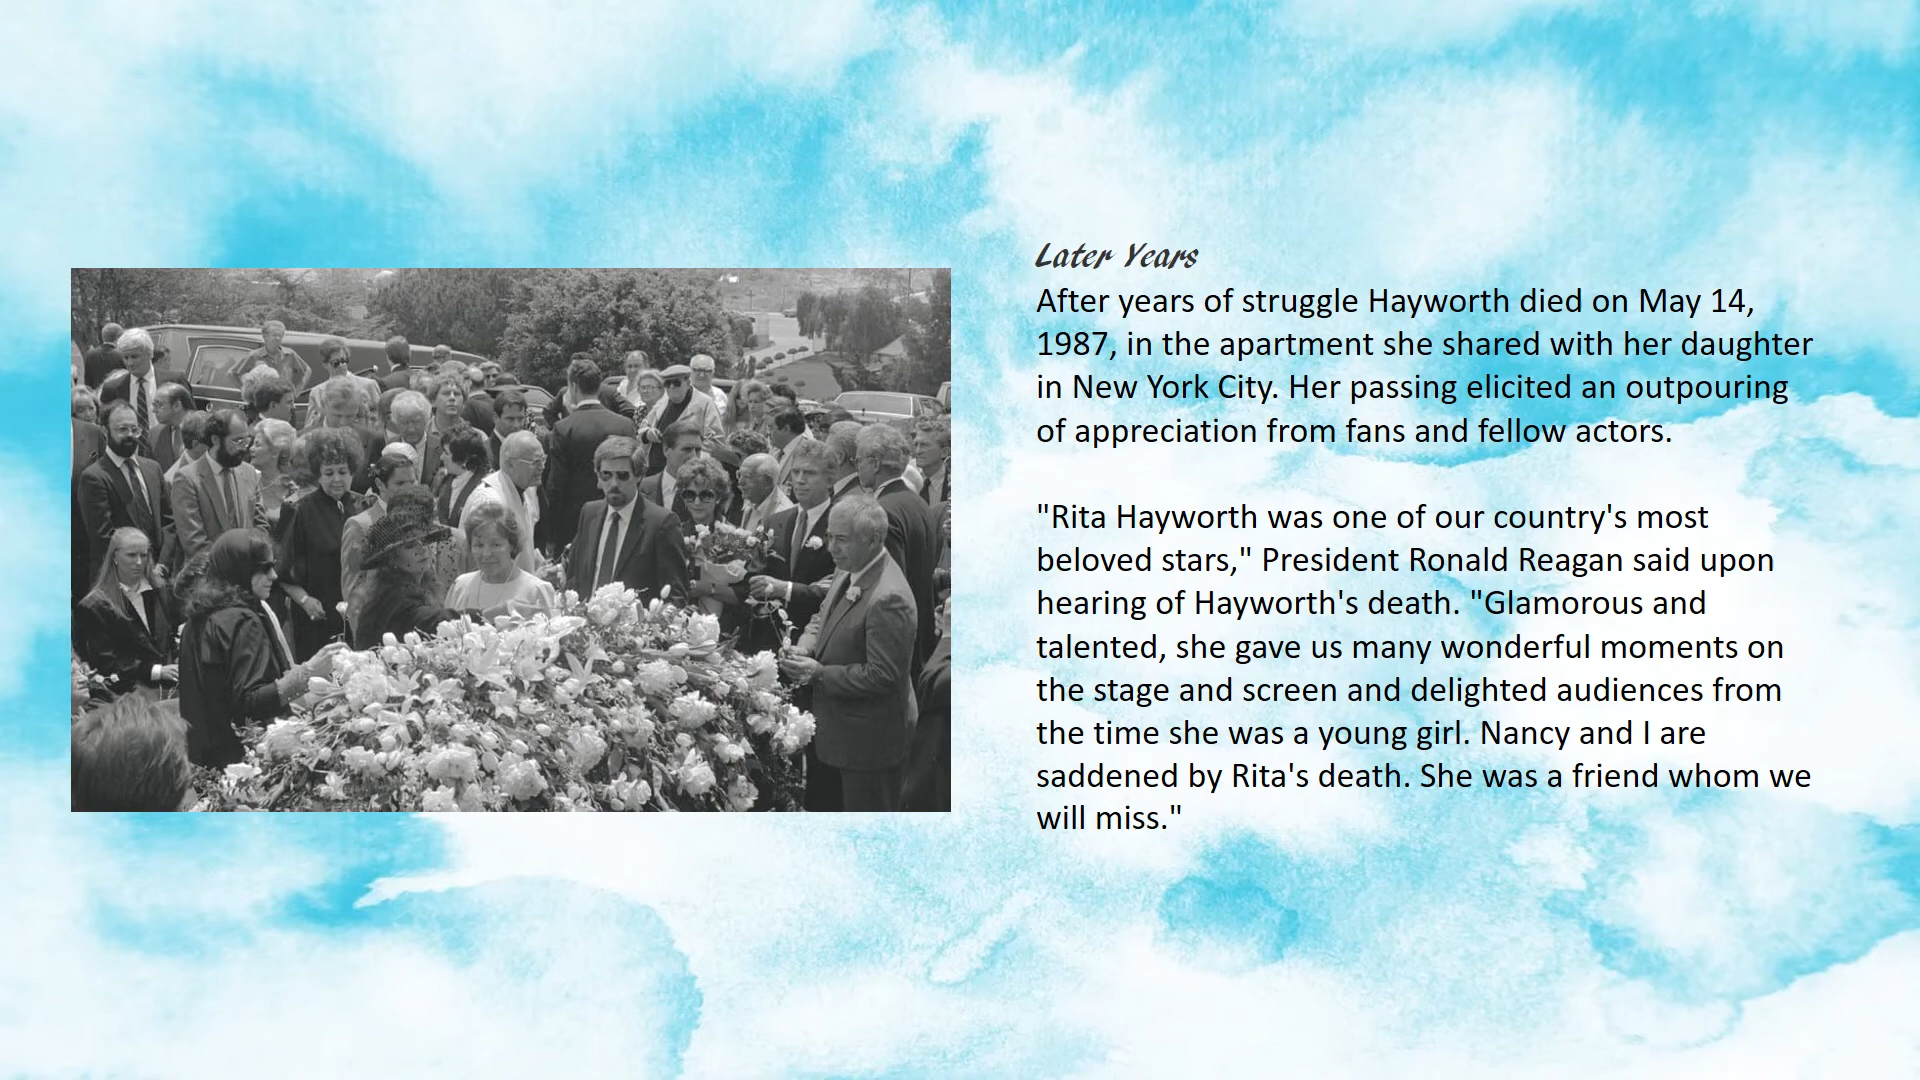 Later Years
After years of struggle Hayworth died on May 14,
1987, in the apartment she shared with her daughter
in New York City. Her passing elicited an outpouring
of appreciation from fans and fellow actors.
"Rita Hayworth was one of our country's most
beloved stars," President Ronald Reagan said upon
hearing of Hayworth's death. "Glamorous and
talented, she gave us many wonderful moments on
the stage and screen and delighted audiences from
the time she was a young girl. Nancy and I are
saddened by Rita's death. She was a friend whom we
will miss."